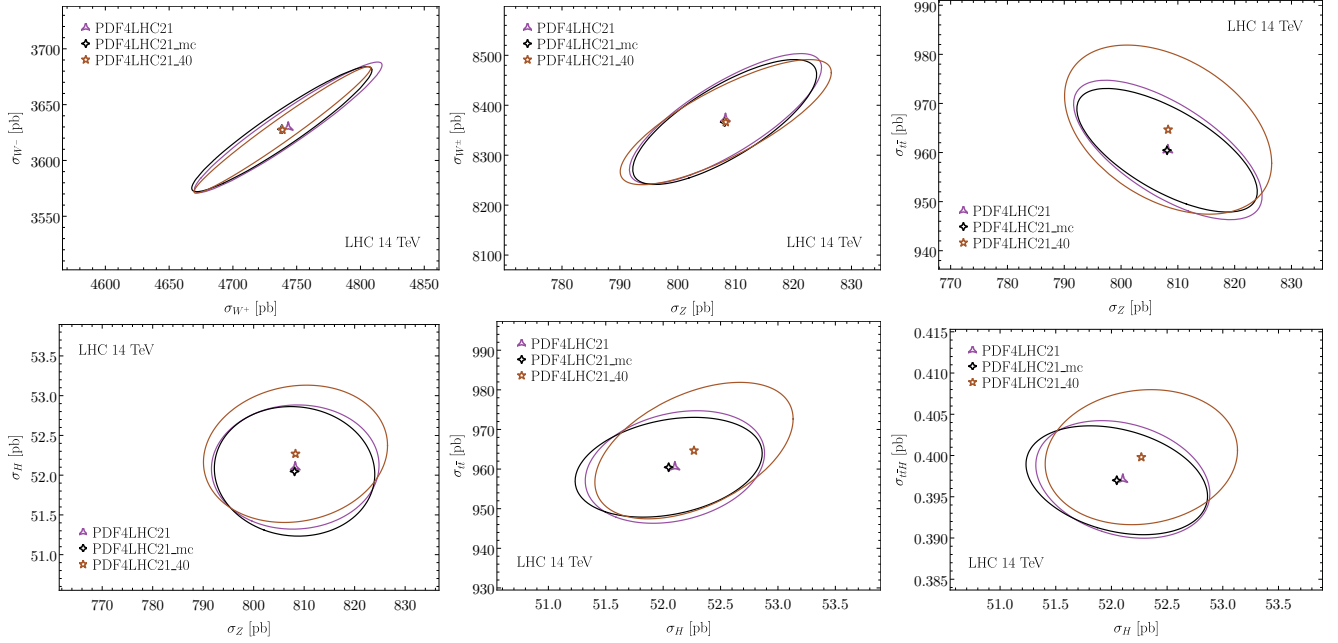 PDF4LHC21
PDF4LHC21_mc
PDF4LHC21_40
LHC 14 TeV
3700
3650
3600
3550
σ_{W^-} [pb]
4600 4650 4700 4750 4800 4850
σ_{W^+} [pb]
PDF4LHC21
PDF4LHC21_mc
PDF4LHC21_40
LHC 14 TeV
8500
8400
8300
8200
8100
σ_{W^±} [pb]
780 790 800 810 820 830
σ_Z [pb]
LHC 14 TeV
PDF4LHC21
PDF4LHC21_mc
PDF4LHC21_40
990
980
970
960
950
940
σ_{tt̄} [pb]
770 780 790 800 810 820 830
σ_Z [pb]
LHC 14 TeV
PDF4LHC21
PDF4LHC21_mc
PDF4LHC21_40
53.5
53.0
52.5
52.0
51.5
51.0
σ_H [pb]
770 780 790 800 810 820 830
σ_Z [pb]
PDF4LHC21
PDF4LHC21_mc
PDF4LHC21_40
LHC 14 TeV
990
980
970
960
950
940
930
σ_{tt̄} [pb]
51.0 51.5 52.0 52.5 53.0 53.5
σ_H [pb]
PDF4LHC21
PDF4LHC21_mc
PDF4LHC21_40
LHC 14 TeV
0.415
0.410
0.405
0.400
0.395
0.390
0.385
σ_{tt̄H} [pb]
51.0 51.5 52.0 52.5 53.0 53.5
σ_H [pb]